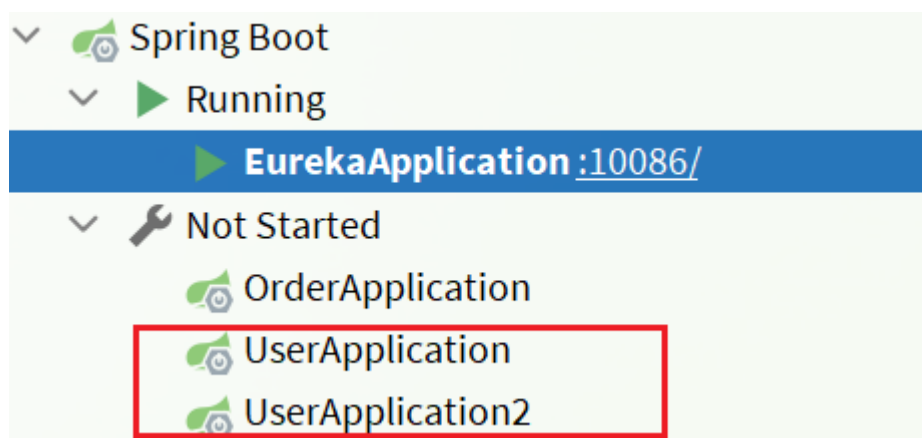 Spring Boot
Running
EurekaApplication :10086/
Not Started
OrderApplication
UserApplication
UserApplication2